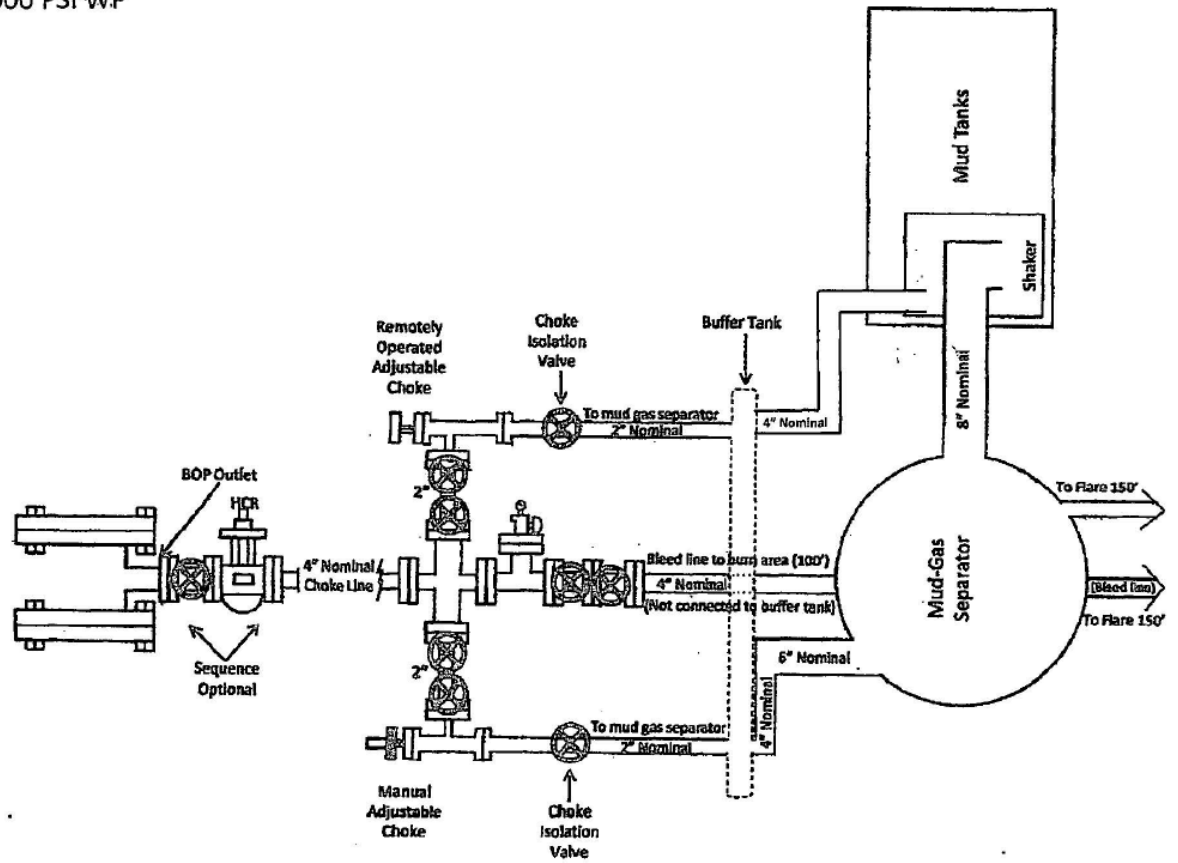 PSI W.P
Mud Tanks
Shaker
8" Nominal
Remotely
Operated
Adjustable
Choke
Choke
Isolation
Valve
Buffer Tank
To mud gas separator
2" Nominal
4" Nominal
BOP Outlet
HCR
2"
To Flare 150'
4" Nominal
Choke Line
Bleed line to burn area (100')
4" Nominal
(Not connected to buffer tank)
Mud-Gas
Separator
(Bleed line)
To Flare 150'
Sequence
Optional
2"
6" Nominal
4" Nominal
To mud gas separator
2" Nominal
Manual
Adjustable
Choke
Choke
Isolation
Valve